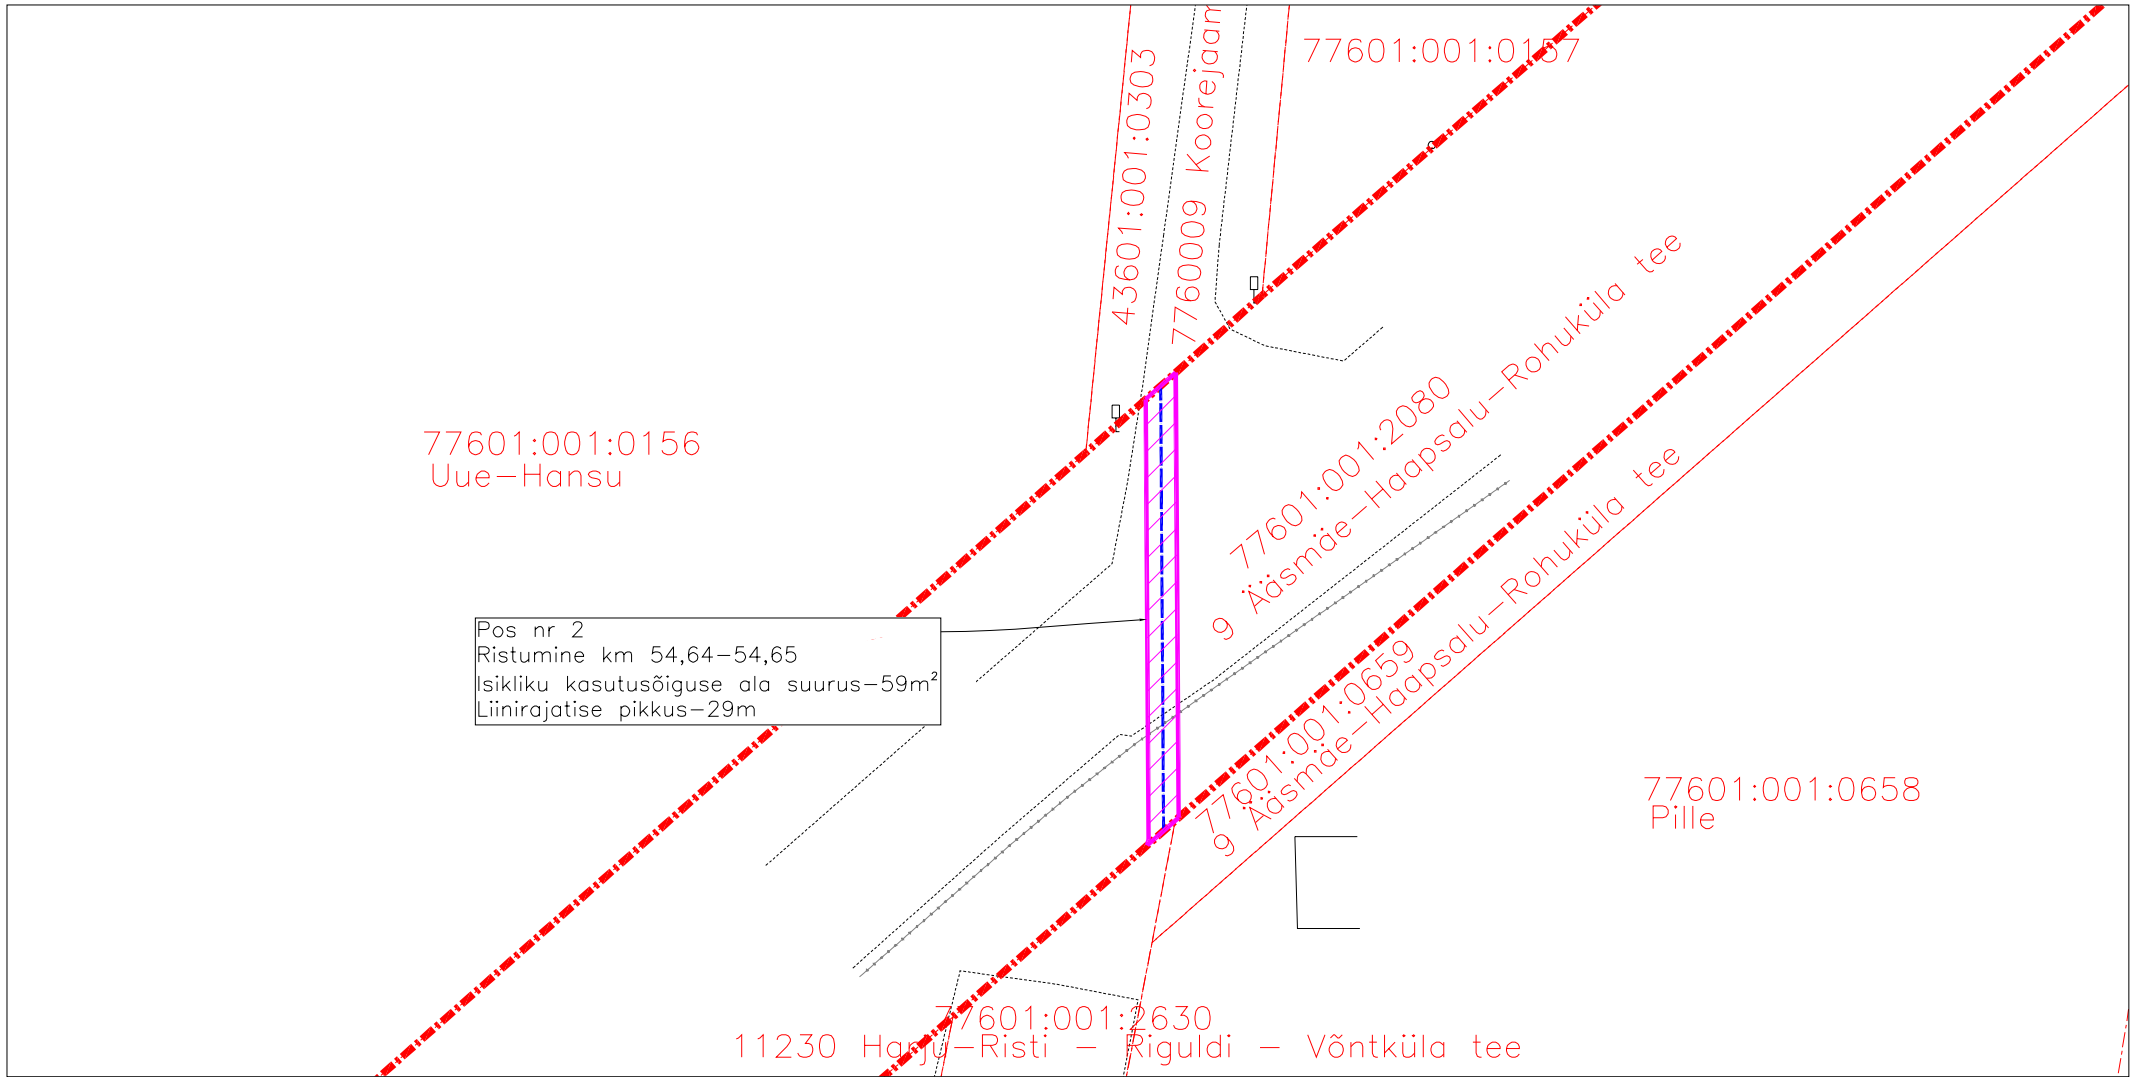 77601:001:0157
43601:001:0303
7760009 Koorejaam
77601:001:0156
Uue-Hansu
77601:001:2080
9 Ääsmäe-Haapsalu-Rohuküla tee
Pos nr 2
Ristumine km 54,64-54,65
Isikliku kasutusõiguse ala suurus-59m²
Liinirajatise pikkus-29m
77601:001:0659
9 Ääsmäe-Haapsalu-Rohuküla tee
77601:001:0658
Pille
77601:001:2630
11230 Harju-Risti - Riguldi - Võntküla tee